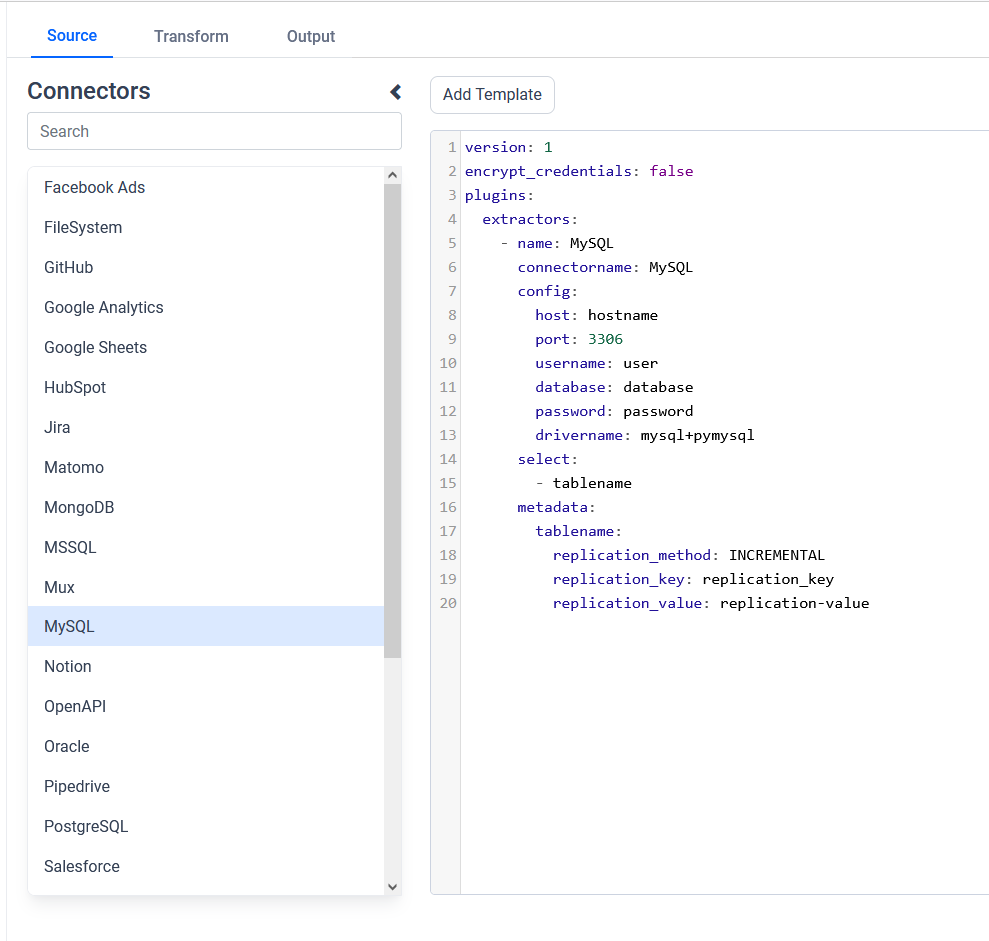 Source Transform Output
Connectors
Search
Facebook Ads
FileSystem
GitHub
Google Analytics
Google Sheets
HubSpot
Jira
Matomo
MongoDB
MSSQL
Mux
MySQL
Notion
OpenAPI
Oracle
Pipedrive
PostgreSQL
Salesforce
Add Template
1 version: 1
2 encrypt_credentials: false
3 plugins:
4   extractors:
5     - name: MySQL
6       connectorname: MySQL
7       config:
8         host: hostname
9         port: 3306
10         username: user
11         database: database
12         password: password
13         drivername: mysql+pymysql
14       select:
15         - tablename
16       metadata:
17         tablename:
18           replication_method: INCREMENTAL
19           replication_key: replication_key
20           replication_value: replication-value